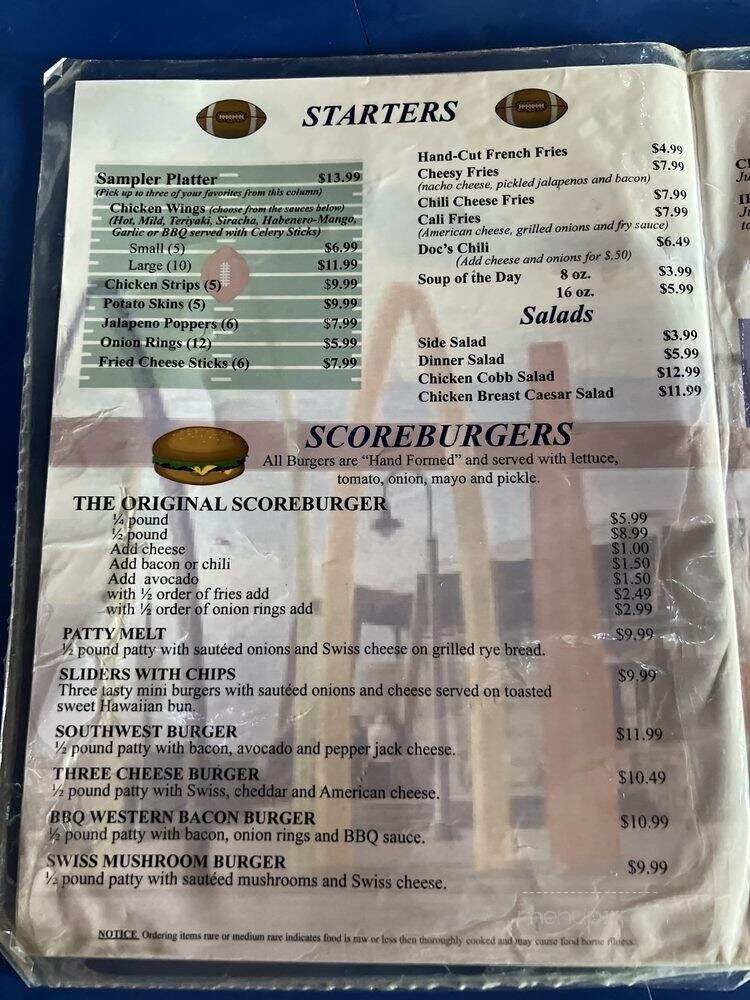 STARTERS
Sampler Platter $13.99
(Pick up to three of your favorites from this column)
Chicken Wings (choose from the sauces below)
(Hot, Mild, Teriyaki, Siracha, Habenero-Mango,
Garlic or BBQ served with Celery Sticks)
Small (5) $6.99
Large (10) $11.99
Chicken Strips (5) $9.99
Potato Skins (5) $9.99
Jalapeno Poppers (6) $7.99
Onion Rings (12) $5.99
Fried Cheese Sticks (6) $7.99
Hand-Cut French Fries $4.99
Cheesy Fries $7.99
(nacho cheese, pickled jalapenos and bacon)
Chili Cheese Fries $7.99
Cali Fries $7.99
(American cheese, grilled onions and fry sauce)
Doc's Chili $6.49
(Add cheese and onions for $.50)
Soup of the Day 8 oz. $3.99
16 oz. $5.99
Salads
Side Salad $3.99
Dinner Salad $5.99
Chicken Cobb Salad $12.99
Chicken Breast Caesar Salad $11.99
SCOREBURGERS
All Burgers are “Hand Formed” and served with lettuce,
tomato, onion, mayo and pickle.
THE ORIGINAL SCOREBURGER
¼ pound $5.99
½ pound $8.99
Add cheese $1.00
Add bacon or chili $1.50
Add avocado $1.50
with ½ order of fries add $2.49
with ½ order of onion rings add $2.99
PATTY MELT $9.99
½ pound patty with sautéed onions and Swiss cheese on grilled rye bread.
SLIDERS WITH CHIPS $9.99
Three tasty mini burgers with sautéed onions and cheese served on toasted
sweet Hawaiian bun.
SOUTHWEST BURGER $11.99
½ pound patty with bacon, avocado and pepper jack cheese.
THREE CHEESE BURGER $10.49
½ pound patty with Swiss, cheddar and American cheese.
BBQ WESTERN BACON BURGER $10.99
½ pound patty with bacon, onion rings and BBQ sauce.
SWISS MUSHROOM BURGER $9.99
½ pound patty with sautéed mushrooms and Swiss cheese.
NOTICE Ordering items rare or medium rare indicates food is raw or less then thoroughly cooked and may cause food borne illness.